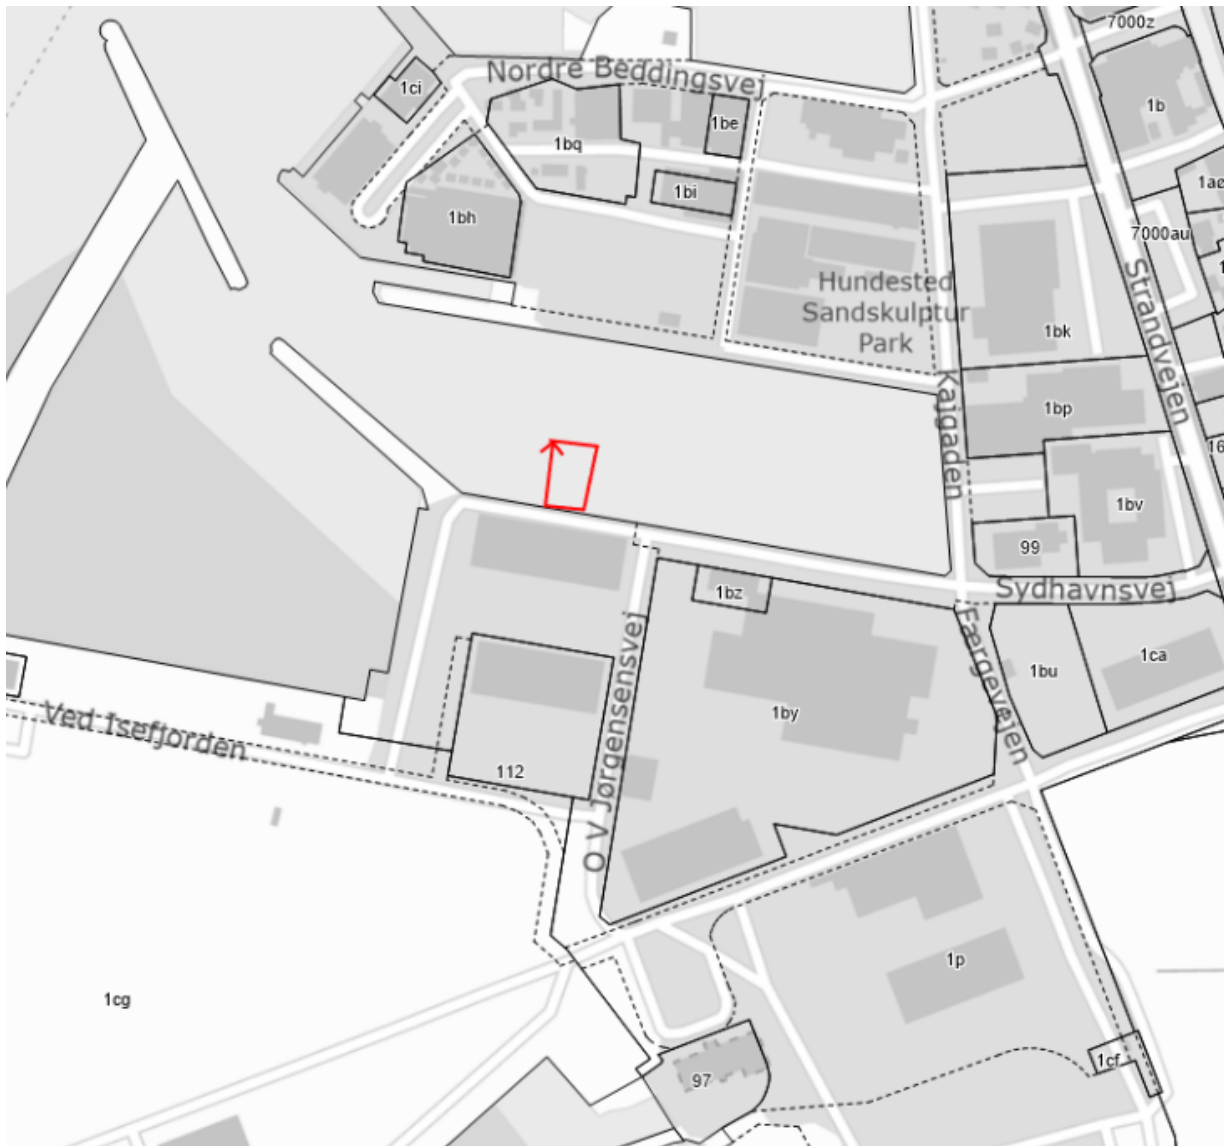 7000z
Nordre Beddingsvej
1ci
1b
1be
1bq
1aø
1bi
1bh
7000au
Hundested
Sandskulptur
Park
Strandvejen
1bk
Kajgaden
1bp
16
1bv
99
Sydhavnsvej
1bz
Færgevejen
1ca
1bu
O V Jørgensensvej
1by
Ved Isefjorden
112
1p
1cg
1cf
97